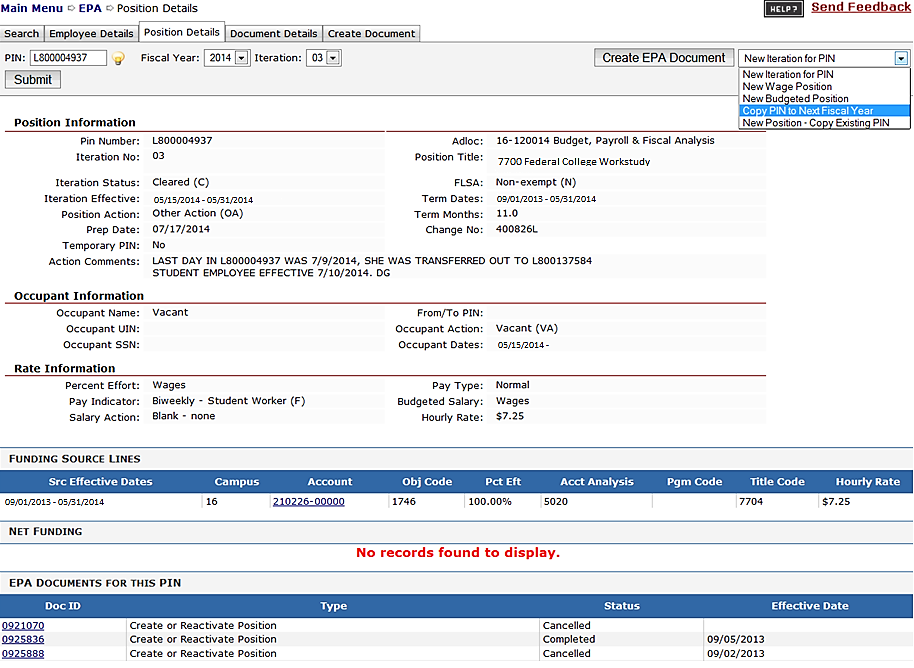 Main Menu ➪ EPA ➪ Position Details
HELP? Send Feedback
Search Employee Details Position Details Document Details Create Document
PIN: L800004937 Fiscal Year: 2014 Iteration: 03 Create EPA Document New Iteration for PIN
Submit
New Iteration for PIN
New Wage Position
New Budgeted Position
Copy PIN to Next Fiscal Year
New Position - Copy Existing PIN
Position Information
Pin Number: L800004937 Adloc: 16-120014 Budget, Payroll & Fiscal Analysis
Iteration No: 03 Position Title: 7700 Federal College Workstudy
Iteration Status: Cleared (C) FLSA: Non-exempt (N)
Iteration Effective: 05/15/2014 - 05/31/2014 Term Dates: 09/01/2013 - 05/31/2014
Position Action: Other Action (OA) Term Months: 11.0
Prep Date: 07/17/2014 Change No: 400826L
Temporary PIN: No
Action Comments: LAST DAY IN L800004937 WAS 7/9/2014, SHE WAS TRANSFERRED OUT TO L800137584
STUDENT EMPLOYEE EFFECTIVE 7/10/2014. DG
Occupant Information
Occupant Name: Vacant From/To PIN:
Occupant UIN: Occupant Action: Vacant (VA)
Occupant SSN: Occupant Dates: 05/15/2014 -
Rate Information
Percent Effort: Wages Pay Type: Normal
Pay Indicator: Biweekly - Student Worker (F) Budgeted Salary: Wages
Salary Action: Blank - none Hourly Rate: $7.25
FUNDING SOURCE LINES
Src Effective Dates Campus Account Obj Code Pct Eft Acct Analysis Pgm Code Title Code Hourly Rate
09/01/2013 - 05/31/2014 16 210226-00000 1746 100.00% 5020 7704 $7.25
NET FUNDING
No records found to display.
EPA DOCUMENTS FOR THIS PIN
Doc ID Type Status Effective Date
0921070 Create or Reactivate Position Cancelled
0925836 Create or Reactivate Position Completed 09/05/2013
0925888 Create or Reactivate Position Cancelled 09/02/2013